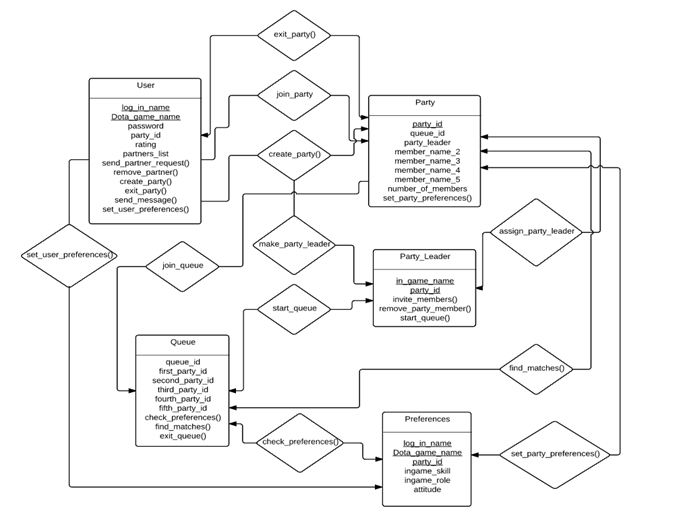 exit_party()
User
log_in_name
Dota_game_name
password
party_id
rating
partners_list
send_partner_request()
remove_partner()
create_party()
exit_party()
send_message()
set_user_preferences()
join_party
Party
party_id
queue_id
party_leader
member_name_2
member_name_3
member_name_4
member_name_5
number_of_members
set_party_preferences()
create_party()
set_user_preferences()
join_queue
make_party_leader
assign_party_leader
Party_Leader
in_game_name
party_id
invite_members()
remove_party_member()
start_queue()
start_queue
Queue
queue_id
first_party_id
second_party_id
third_party_id
fourth_party_id
fifth_party_id
check_preferences()
find_matches()
exit_queue()
find_matches()
check_preferences()
Preferences
log_in_name
Dota_game_name
party_id
ingame_skill
ingame_role
attitude
set_party_preferences()